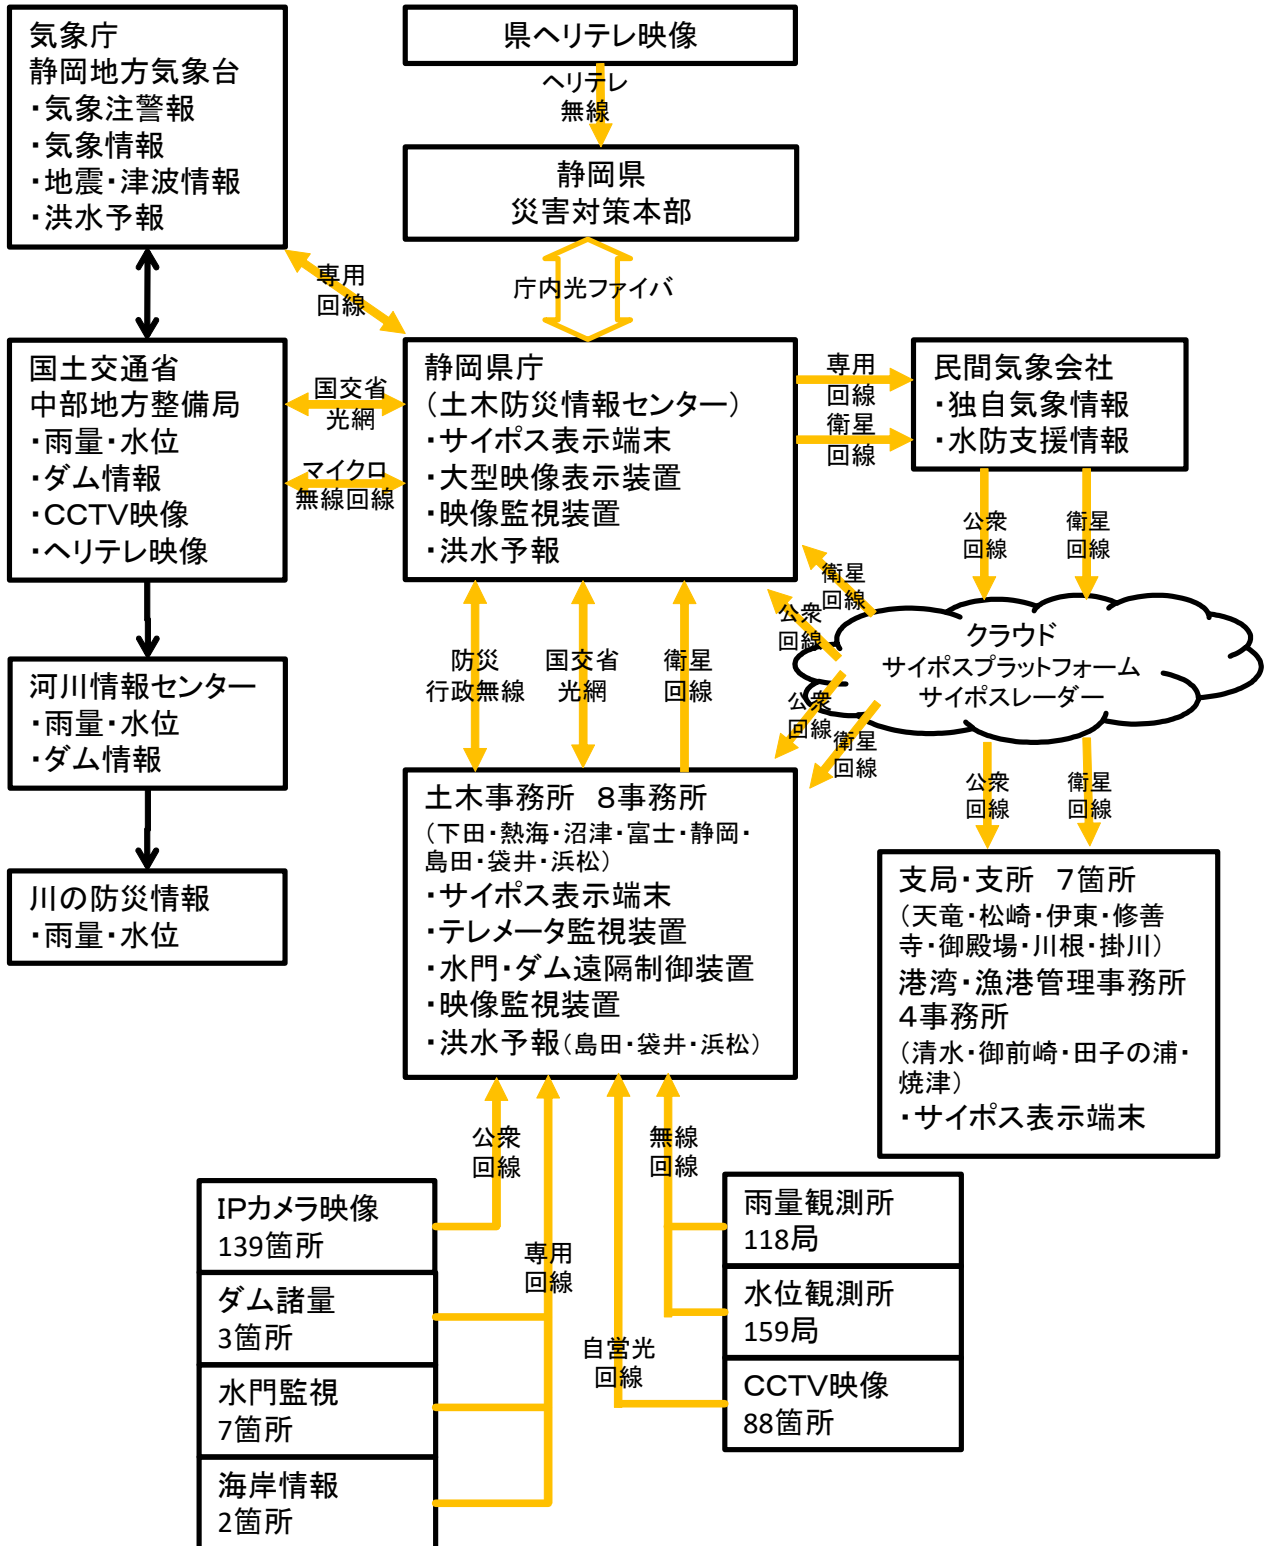 気象庁
静岡地方気象台
・気象注警報
・気象情報
・地震・津波情報
・洪水予報
県ヘリテレ映像
ヘリテレ
無線
静岡県
災害対策本部
専用
回線
庁内光ファイバ
国土交通省
中部地方整備局
・雨量・水位
・ダム情報
・CCTV映像
・ヘリテレ映像
国交省
光網
マイクロ
無線回線
静岡県庁
（土木防災情報センター）
・サイポス表示端末
・大型映像表示装置
・映像監視装置
・洪水予報
専用
回線
衛星
回線
民間気象会社
・独自気象情報
・水防支援情報
公衆
回線
衛星
回線
衛星
回線
公衆
回線
クラウド
サイポスプラットフォーム
サイポスレーダー
公衆
回線
衛星
回線
防災
行政無線
国交省
光網
衛星
回線
河川情報センター
・雨量・水位
・ダム情報
公衆
回線
衛星
回線
川の防災情報
・雨量・水位
土木事務所　8事務所
（下田・熱海・沼津・富士・静岡・
島田・袋井・浜松）
・サイポス表示端末
・テレメータ監視装置
・水門・ダム遠隔制御装置
・映像監視装置
・洪水予報（島田・袋井・浜松）
支局・支所　7箇所
（天竜・松崎・伊東・修善
寺・御殿場・川根・掛川）
港湾・漁港管理事務所
4事務所
（清水・御前崎・田子の浦・
焼津）
・サイポス表示端末
公衆
回線
無線
回線
専用
回線
自営光
回線
IPカメラ映像
139箇所
ダム諸量
3箇所
水門監視
7箇所
海岸情報
2箇所
雨量観測所
118局
水位観測所
159局
CCTV映像
88箇所